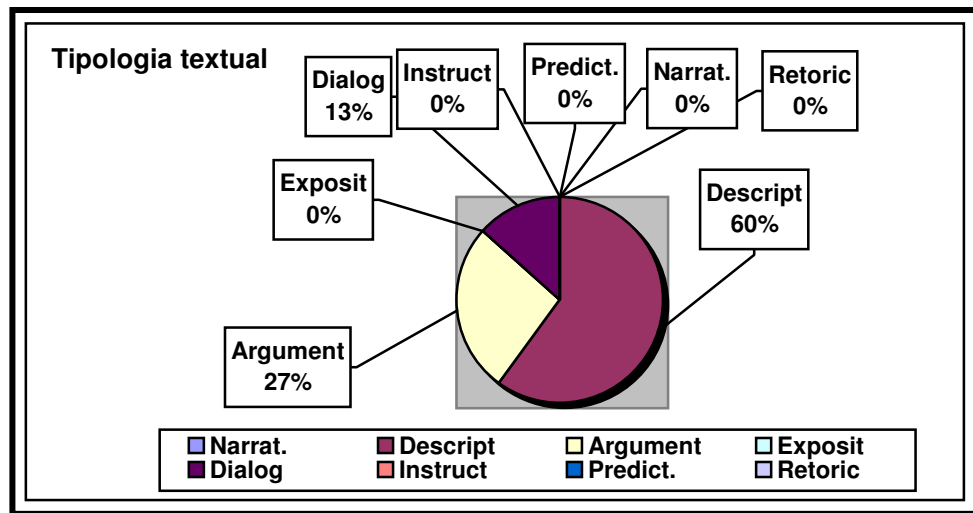 Tipologia textual
Dialog
13%
Instruct
0%
Predict.
0%
Narrat.
0%
Retoric
0%
Exposit
0%
Descript
60%
Argument
27%
Narrat. Descript Argument Exposit
Dialog Instruct Predict. Retoric